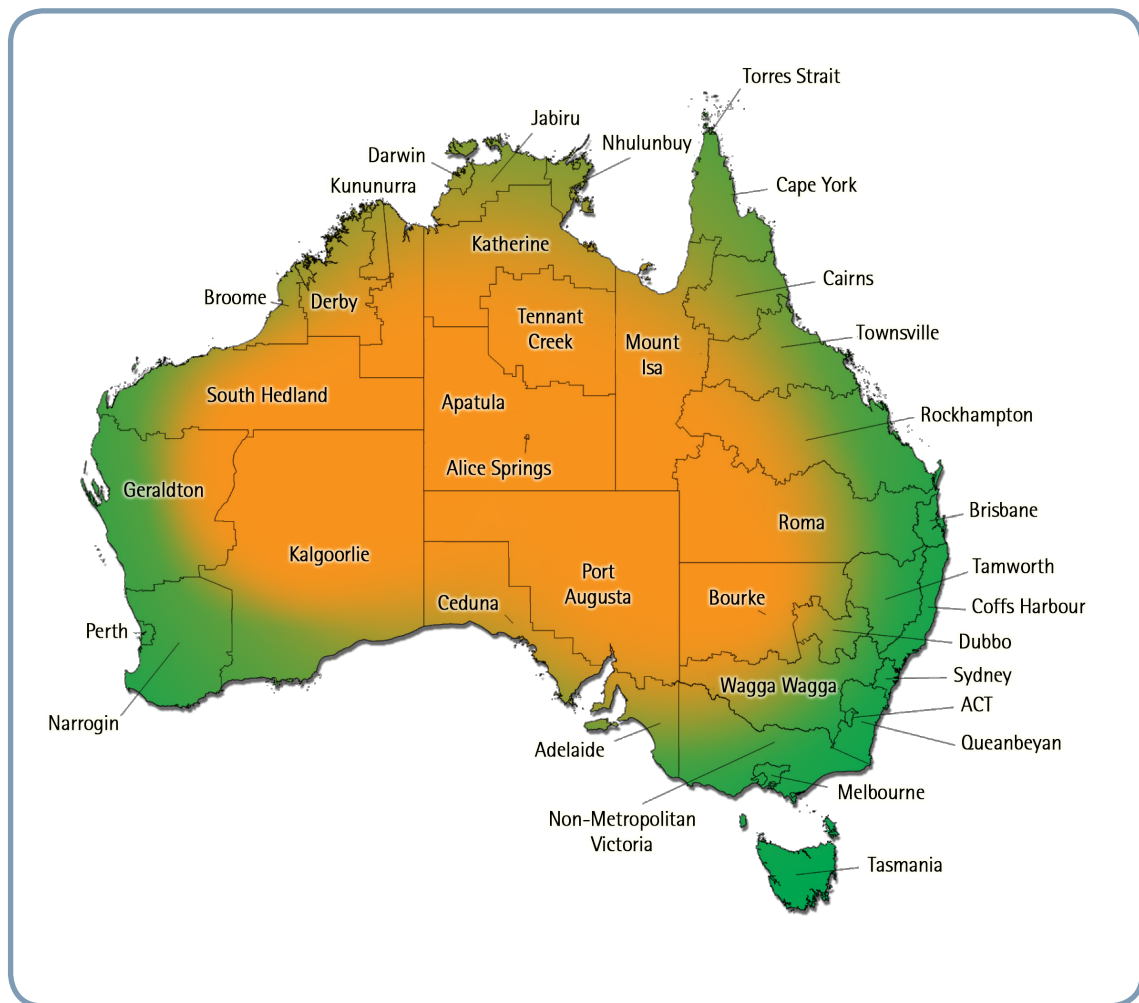 Torres Strait
Jabiru
Nhulunbuy
Darwin
Kununurra
Cape York
Katherine
Cairns
Broome
Derby
Tennant
Creek
Townsville
Mount
Isa
South Hedland
Apatula
Rockhampton
Alice Springs
Geraldton
Brisbane
Roma
Kalgoorlie
Tamworth
Port
Augusta
Bourke
Ceduna
Coffs Harbour
Perth
Dubbo
Sydney
Wagga Wagga
ACT
Narrogin
Queanbeyan
Adelaide
Melbourne
Non-Metropolitan
Victoria
Tasmania